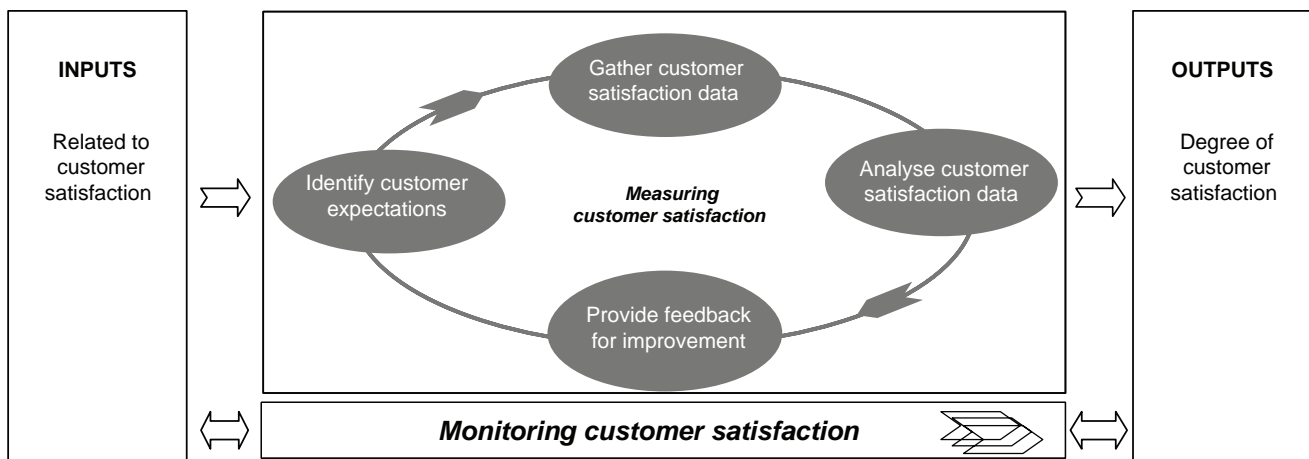 INPUTS
Related to
customer
satisfaction
Gather customer
satisfaction data
Identify customer
expectations
Measuring
customer satisfaction
Analyse customer
satisfaction data
Provide feedback
for improvement
Monitoring customer satisfaction
OUTPUTS
Degree of
customer
satisfaction